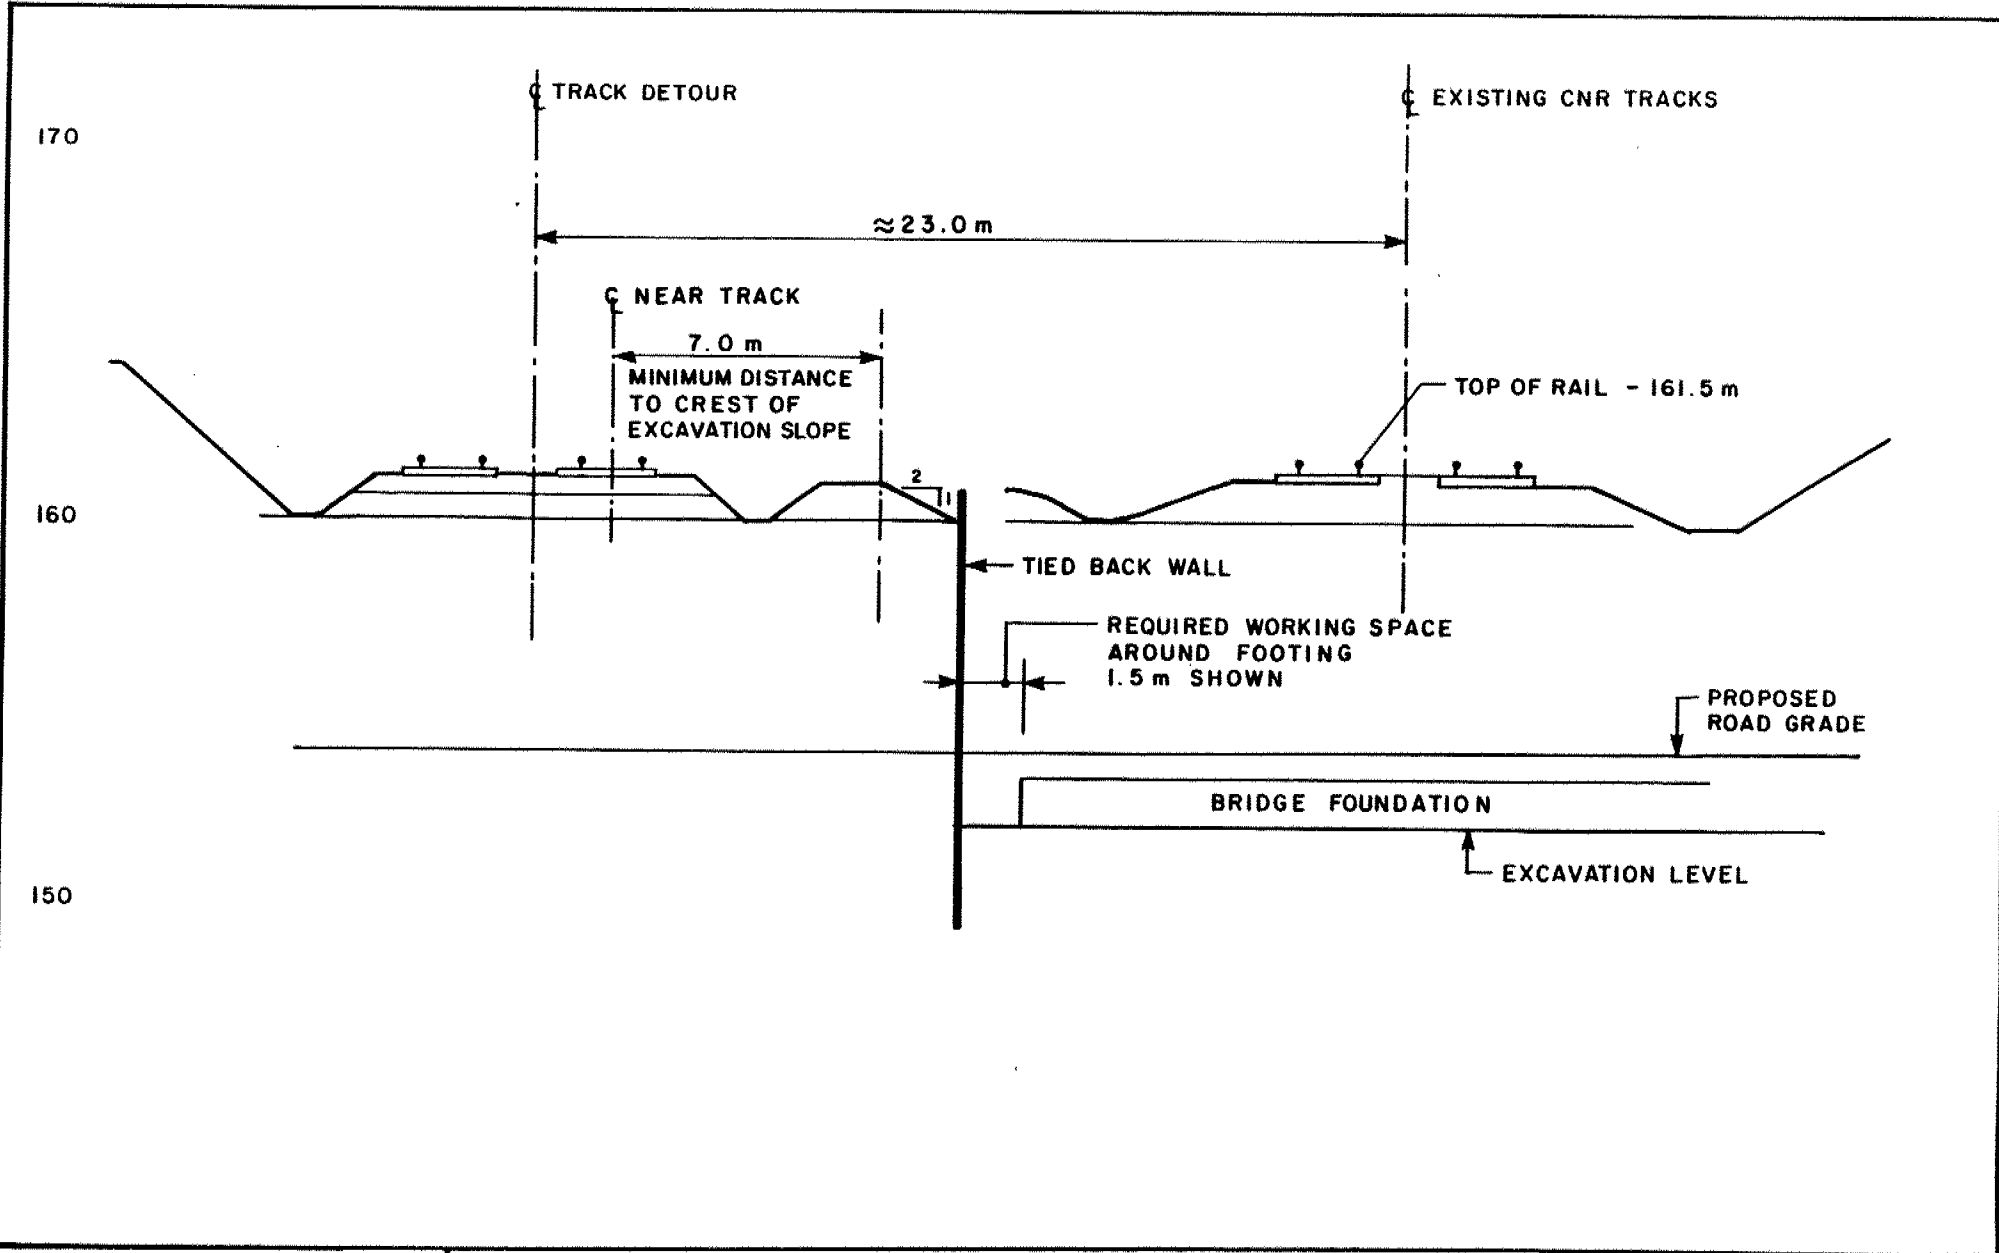 ℄ TRACK DETOUR
℄ EXISTING CNR TRACKS
170
≈23.0 m
℄ NEAR TRACK
7.0 m
MINIMUM DISTANCE
TO CREST OF
EXCAVATION SLOPE
TOP OF RAIL - 161.5 m
2
1
160
TIED BACK WALL
REQUIRED WORKING SPACE
AROUND FOOTING
1.5 m SHOWN
PROPOSED
ROAD GRADE
BRIDGE FOUNDATION
EXCAVATION LEVEL
150